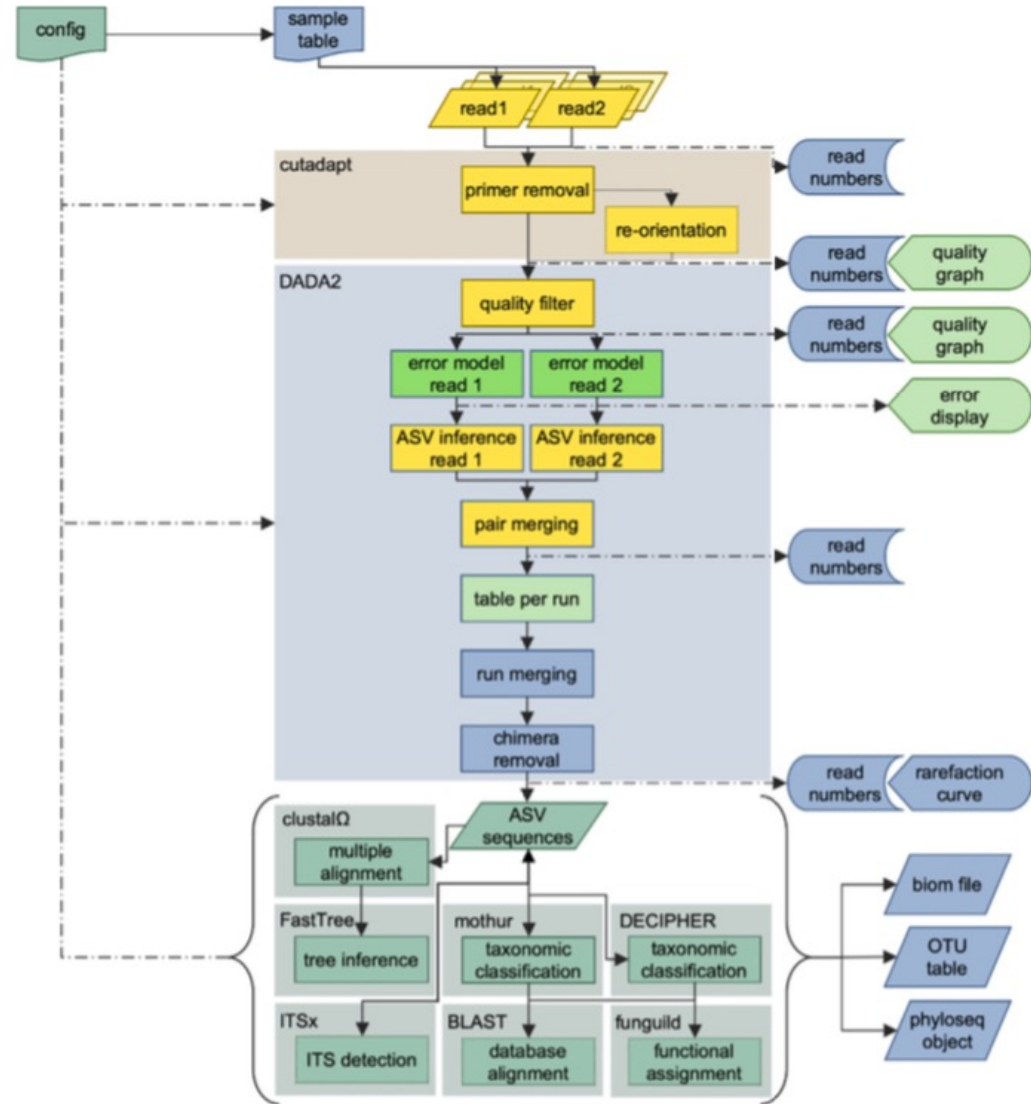 config
sample
table
read1
read2
read
numbers
cutadapt
primer removal
re-orientation
read
numbers
quality
graph
DADA2
quality filter
read
numbers
quality
graph
error model
read 1
error model
read 2
error
display
ASV inference
read 1
ASV inference
read 2
pair merging
read
numbers
table per run
run merging
chimera
removal
read
numbers
rarefaction
curve
clustalΩ
ASV
sequences
multiple
alignment
biom file
FastTree
mothur
DECIPHER
tree inference
taxonomic
classification
taxonomic
classification
OTU
table
ITSx
BLAST
funguild
phyloseq
object
ITS detection
database
alignment
functional
assignment